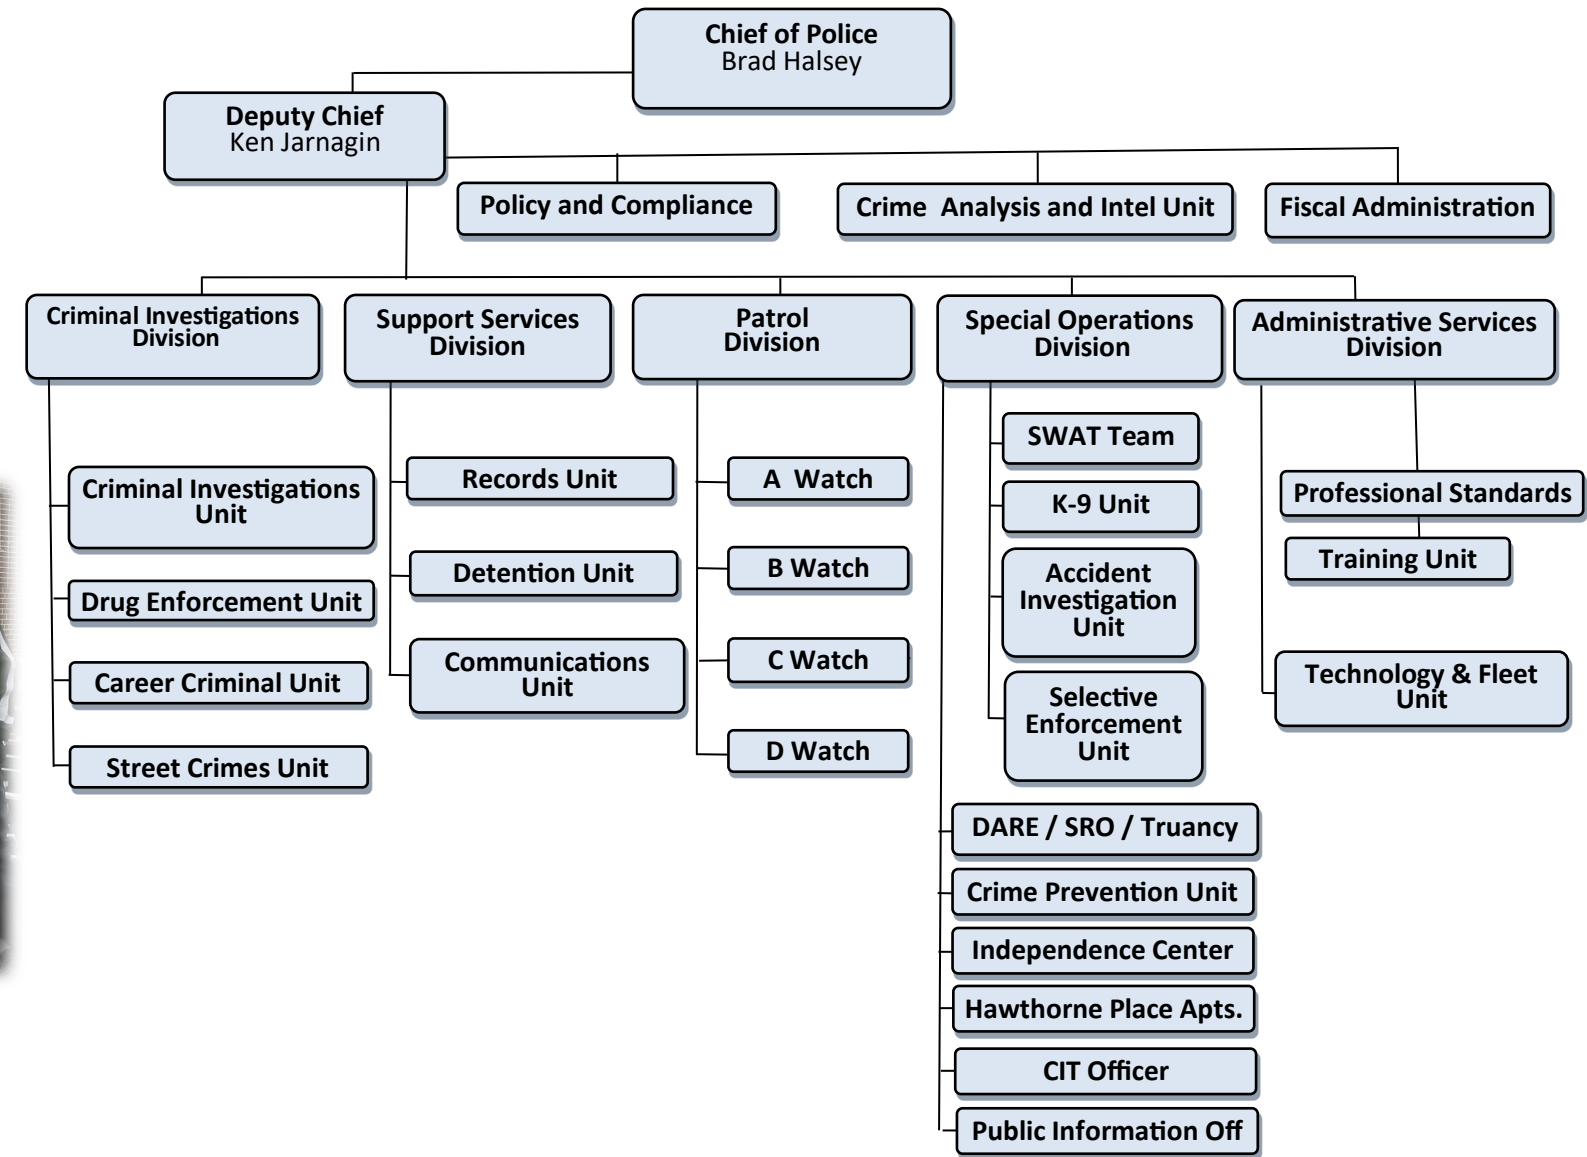 Chief of Police
Brad Halsey
Deputy Chief
Ken Jarnagin
Policy and Compliance
Crime Analysis and Intel Unit
Fiscal Administration
Criminal Investigations
Division
Support Services
Division
Patrol
Division
Special Operations
Division
Administrative Services
Division
Criminal Investigations
Unit
Drug Enforcement Unit
Career Criminal Unit
Street Crimes Unit
Records Unit
Detention Unit
Communications
Unit
A Watch
B Watch
C Watch
D Watch
SWAT Team
K-9 Unit
Accident
Investigation
Unit
Selective
Enforcement
Unit
DARE / SRO / Truancy
Crime Prevention Unit
Independence Center
Hawthorne Place Apts.
CIT Officer
Public Information Off
Professional Standards
Training Unit
Technology & Fleet
Unit